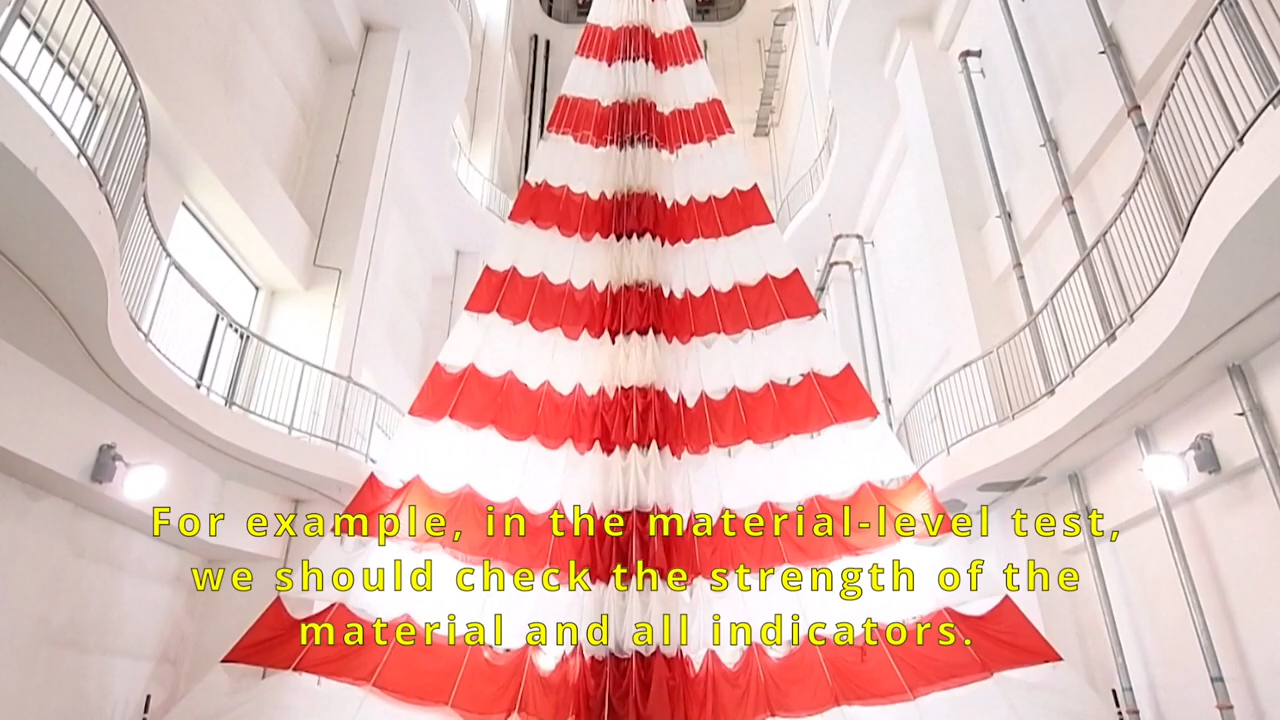 For example, in the material-level test,
we should check the strength of the
material and all indicators.